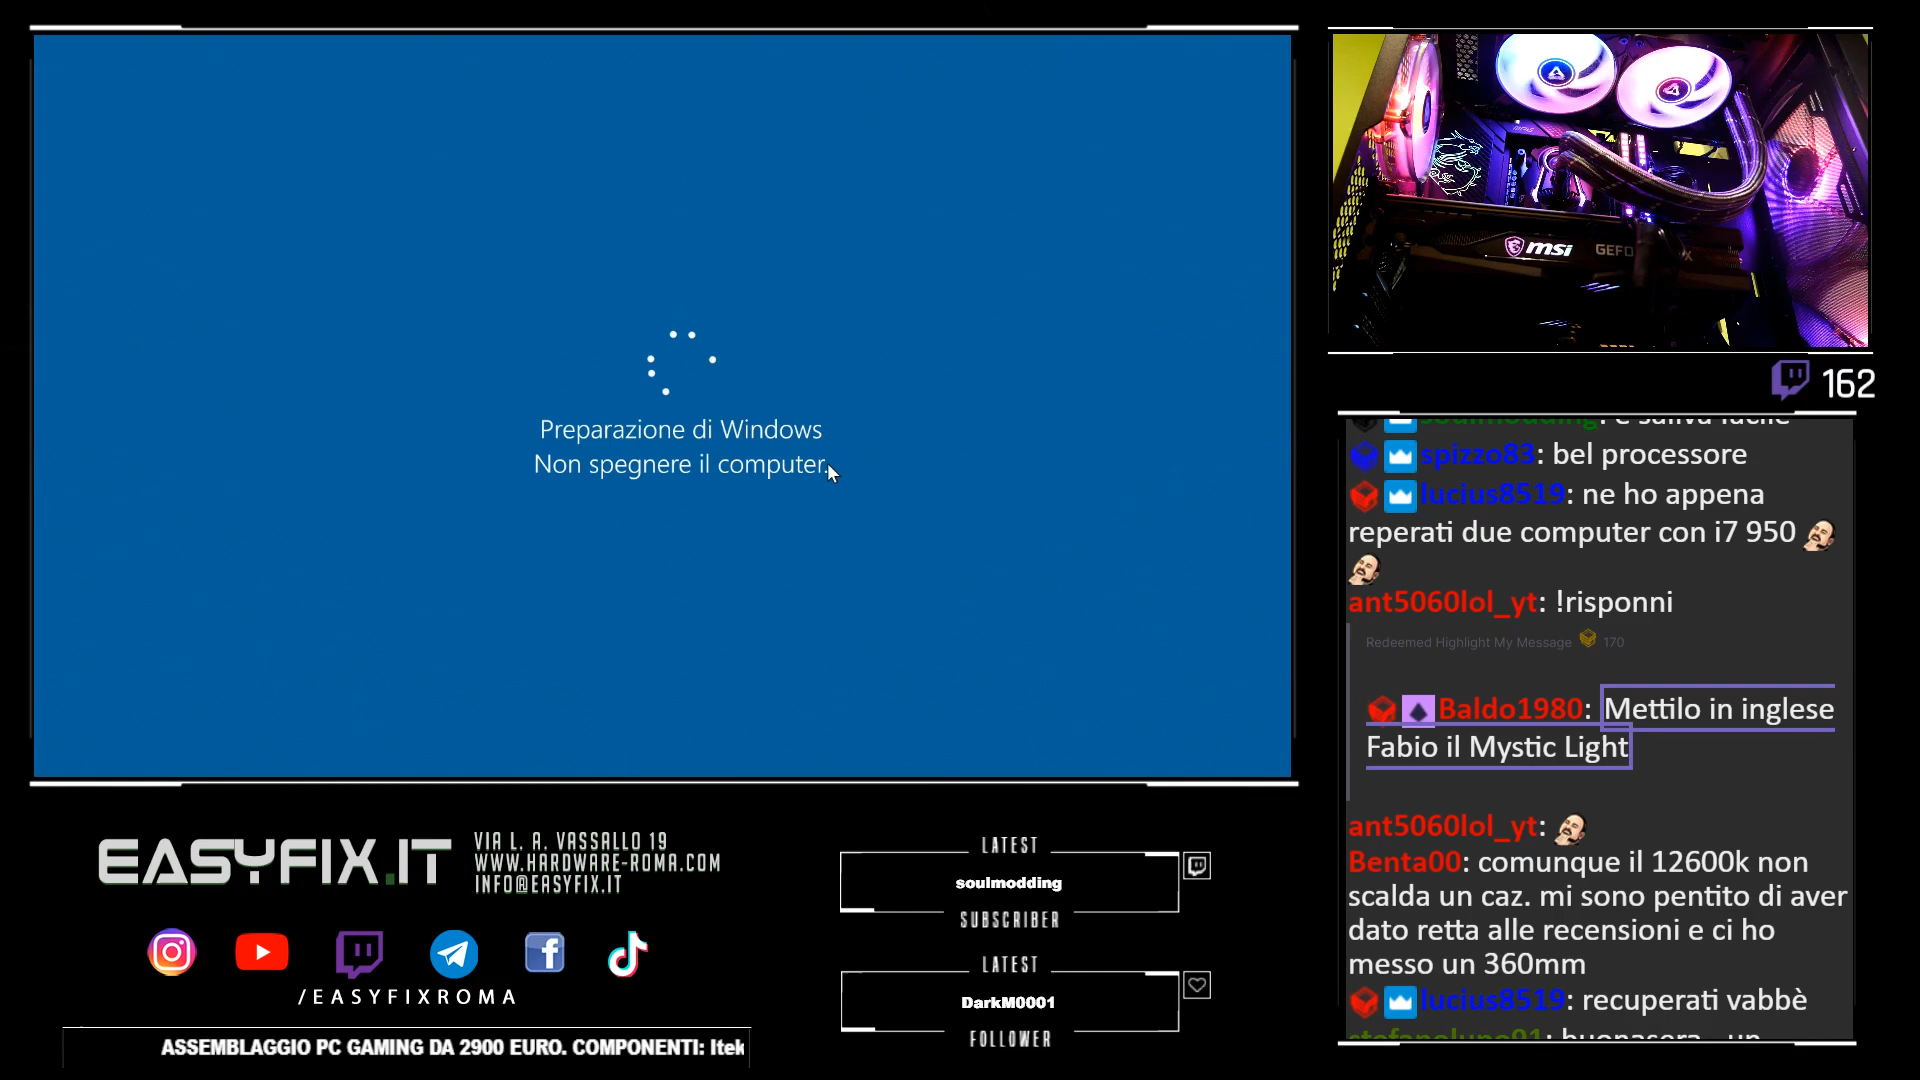 Preparazione di Windows
Non spegnere il computer.
msi
162
spizzo83: bel processore
lucius8519: ne ho appena
reperati due computer con i7 950
ant5060lol_yt: !risponni
Redeemed Highlight My Message 170
Baldo1980: Mettilo in inglese
Fabio il Mystic Light
ant5060lol_yt:
Benta00: comunque il 12600k non
scalda un caz. mi sono pentito di aver
dato retta alle recensioni e ci ho
messo un 360mm
lucius8519: recuperati vabbè
EASYFIX.IT
VIA L. A. VASSALLO 19
WWW.HARDWARE-ROMA.COM
INFO@EASYFIX.IT
/EASYFIXROMA
ASSEMBLAGGIO PC GAMING DA 2900 EURO. COMPONENTI: Itek
LATEST
soulmodding
SUBSCRIBER
LATEST
DarkM0001
FOLLOWER